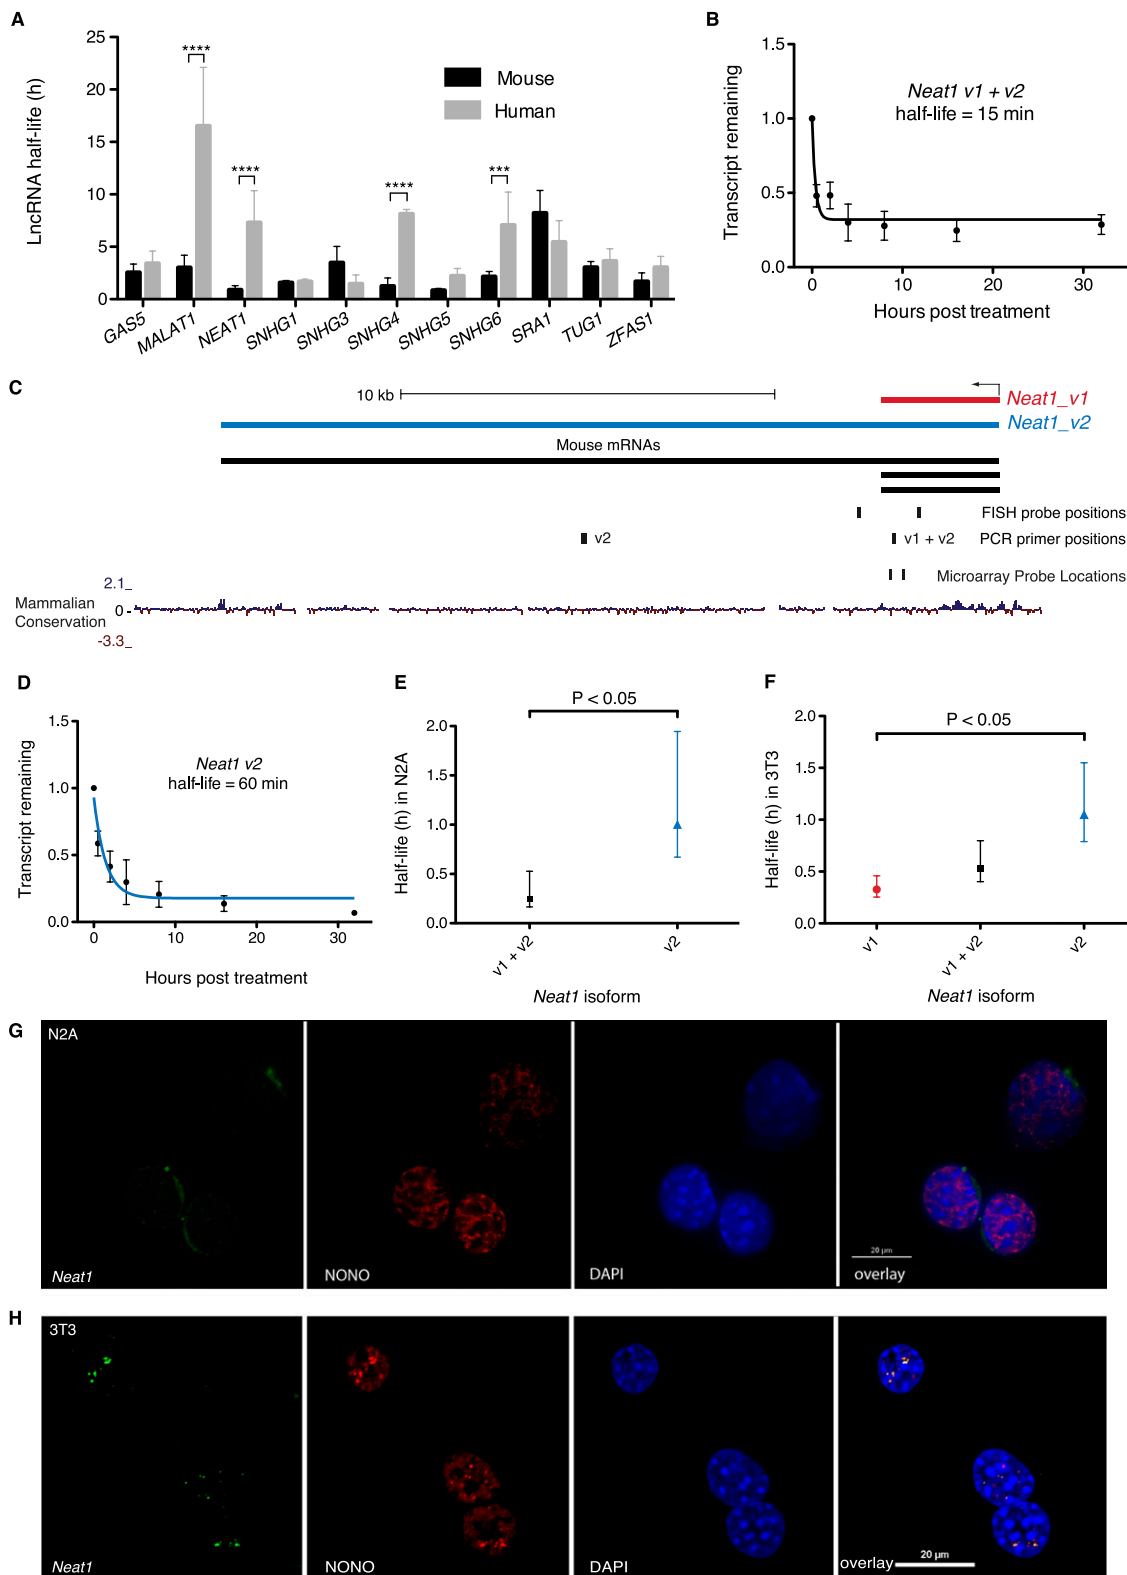 A
LncRNA half-life (h)
25
20
15
10
5
0
****
****
****
***
Mouse
Human
GAS5
MALAT1
NEAT1
SNHG1
SNHG3
SNHG4
SNHG5
SNHG6
SRA1
TUG1
ZFAS1
B
Transcript remaining
1.5
1.0
0.5
0.0
Neat1 v1 + v2
half-life = 15 min
0
10
20
30
Hours post treatment
C
10 kb
Neat1_v1
Neat1_v2
Mouse mRNAs
FISH probe positions
v2
v1 + v2
PCR primer positions
Microarray Probe Locations
2.1_
Mammalian
Conservation
0 -
-3.3_
D
Transcript remaining
1.5
1.0
0.5
0.0
Neat1 v2
half-life = 60 min
0
10
20
30
Hours post treatment
E
Half-life (h) in N2A
2.0
1.5
1.0
0.5
0.0
P < 0.05
v1 + v2
v2
Neat1 isoform
F
Half-life (h) in 3T3
2.0
1.5
1.0
0.5
0.0
P < 0.05
v1
v1 + v2
v2
Neat1 isoform
G
N2A
Neat1
NONO
DAPI
20 µm
overlay
H
3T3
Neat1
NONO
DAPI
overlay
20 µm